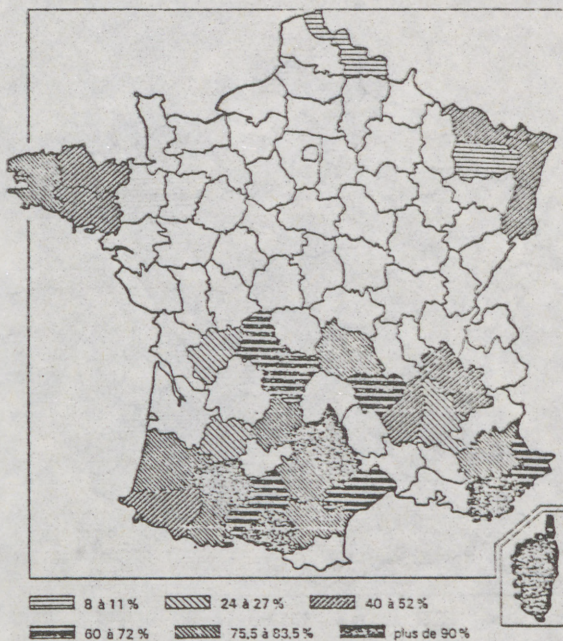 8 à 11 % 24 à 27 % 40 à 52 %
60 à 72 % 75,5 à 83,5 % plus de 90 %